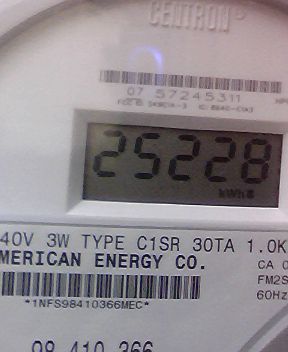 CENTRON®
07 57245311
25228
kWh
40V 3W TYPE C1SR 30TA 1.0K
MERICAN ENERGY CO.
CA 0
FM2S
60Hz
*1NFS98410366MEC*
98 410 366